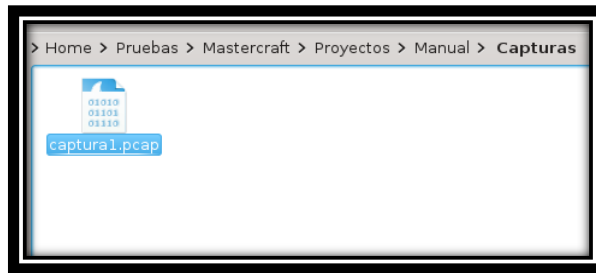 > Home > Pruebas > Mastercraft > Proyectos > Manual > Capturas
01010
01101
01110
captura1.pcap